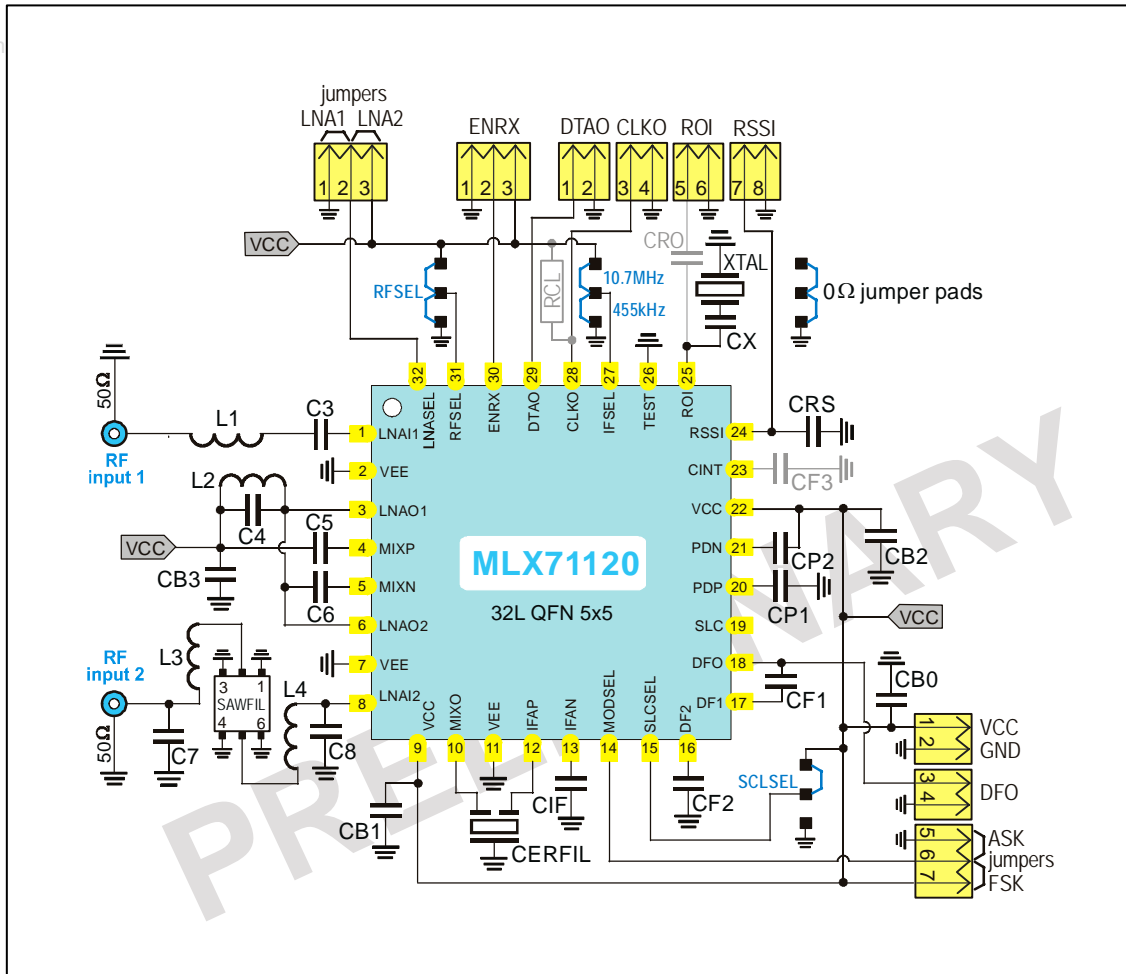 jumpers
LNA1 LNA2
ENRX
DTAO CLKO ROI RSSI
1 2 3
1 2 3
1 2
3 4
5 6
7 8
VCC
CRO
XTAL
RFSEL
RCL
10.7MHz
455kHz
0Ω jumper pads
CX
32 31 30 29 28 27 26 25
LNASEL RFSEL ENRX DTAO CLKO IFSEL TEST ROI
50Ω
RF
input 1
L1
C3
1 LNAI1
2 VEE
L2
C4
3 LNAO1
VCC
C5
4 MIXP
CB3
C6
5 MIXN
6 LNAO2
7 VEE
RF
input 2
50Ω
L3
C7
3 1
SAWFIL
4 6
L4
C8
8 LNAI2
MLX71120
32L QFN 5x5
RSSI 24
CRS
CINT 23
CF3
VCC 22
CB2
PDN 21
CP2
PDP 20
CP1
SLC 19
VCC
DFO 18
CF1
DF1 17
CB0
VCC MIXO VEE IFAP IFAN MODSEL SLCSEL DF2
9 10 11 12 13 14 15 16
CB1
CERFIL
CIF
CF2
SCLSEL
1 VCC
2 GND
3
4
DFO
5 ASK
6 jumpers
7 FSK
PRELIMINARY